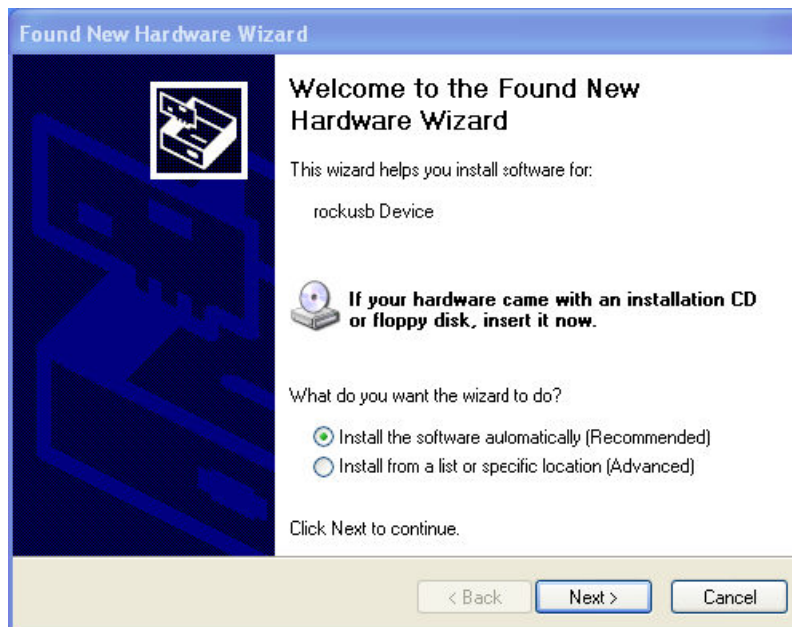 Found New Hardware Wizard
Welcome to the Found New
Hardware Wizard
This wizard helps you install software for:
rockusb Device
If your hardware came with an installation CD
or floppy disk, insert it now.
What do you want the wizard to do?
Install the software automatically (Recommended)
Install from a list or specific location (Advanced)
Click Next to continue.
< Back Next > Cancel